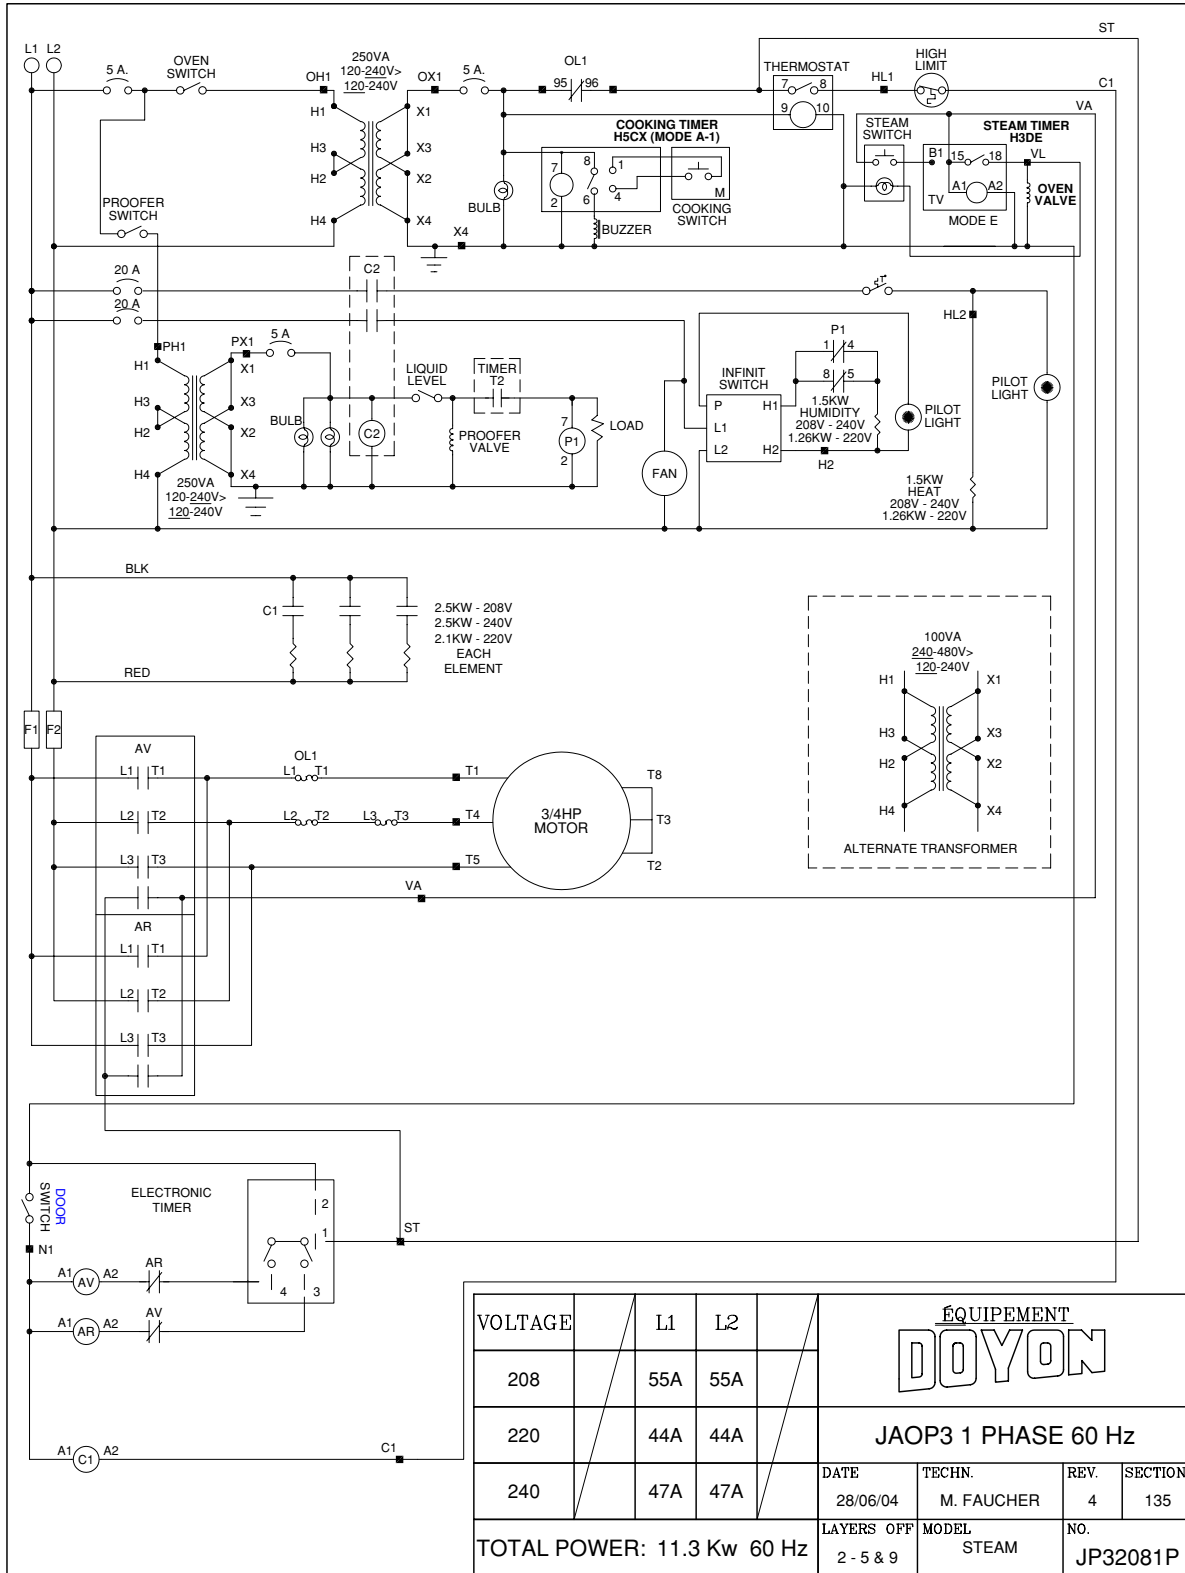 ST
L1 L2
5 A.
OVEN
SWITCH
OH1
250VA
120-240V>
120-240V
OX1
5 A.
OL1
95 96
THERMOSTAT
7 8
9 10
HL1
HIGH
LIMIT
C1
VA
H1
H3
H2
H4
X1
X3
X2
X4
BULB
X4
COOKING TIMER
H5CX (MODE A-1)
7
2
8
6
1
4
M
COOKING
SWITCH
BUZZER
STEAM
SWITCH
STEAM TIMER
H3DE
B1
15 18
VL
A1 A2
TV
MODE E
OVEN
VALVE
PROOFER
SWITCH
20 A
20 A
C2
HL2
PH1
H1
H3
H2
H4
PX1
X1
X3
X2
X4
5 A
250VA
120-240V>
120-240V
BULB
C2
LIQUID
LEVEL
TIMER
T2
PROOFER
VALVE
7
P1
2
LOAD
FAN
INFINIT
SWITCH
P
L1
L2
H1
H2
P1
1 4
8 5
1.5KW
HUMIDITY
208V - 240V
1.26KW - 220V
H2
PILOT
LIGHT
PILOT
LIGHT
1.5KW
HEAT
208V - 240V
1.26KW - 220V
BLK
C1
2.5KW - 208V
2.5KW - 240V
2.1KW - 220V
EACH
ELEMENT
RED
F1 F2
100VA
240-480V>
120-240V
H1
H3
H2
H4
X1
X3
X2
X4
ALTERNATE TRANSFORMER
AV
L1 T1
L2 T2
L3 T3
OL1
L1 T1
L2 T2
L3 T3
T1
T4
T5
3/4HP
MOTOR
T8
T3
T2
VA
AR
L1 T1
L2 T2
L3 T3
DOOR
SWITCH
ELECTRONIC
TIMER
2
1
4
3
ST
N1
A1 AV A2
AR
A1 AR A2
AV
A1 C1 A2
C1
VOLTAGE L1 L2
208 55A 55A
220 44A 44A
240 47A 47A
TOTAL POWER: 11.3 Kw 60 Hz
EQUIPEMENT
DOYON
JAOP3 1 PHASE 60 Hz
DATE TECHN. REV. SECTION
28/06/04 M. FAUCHER 4 135
LAYERS OFF MODEL NO.
2 - 5 & 9 STEAM JP32081P